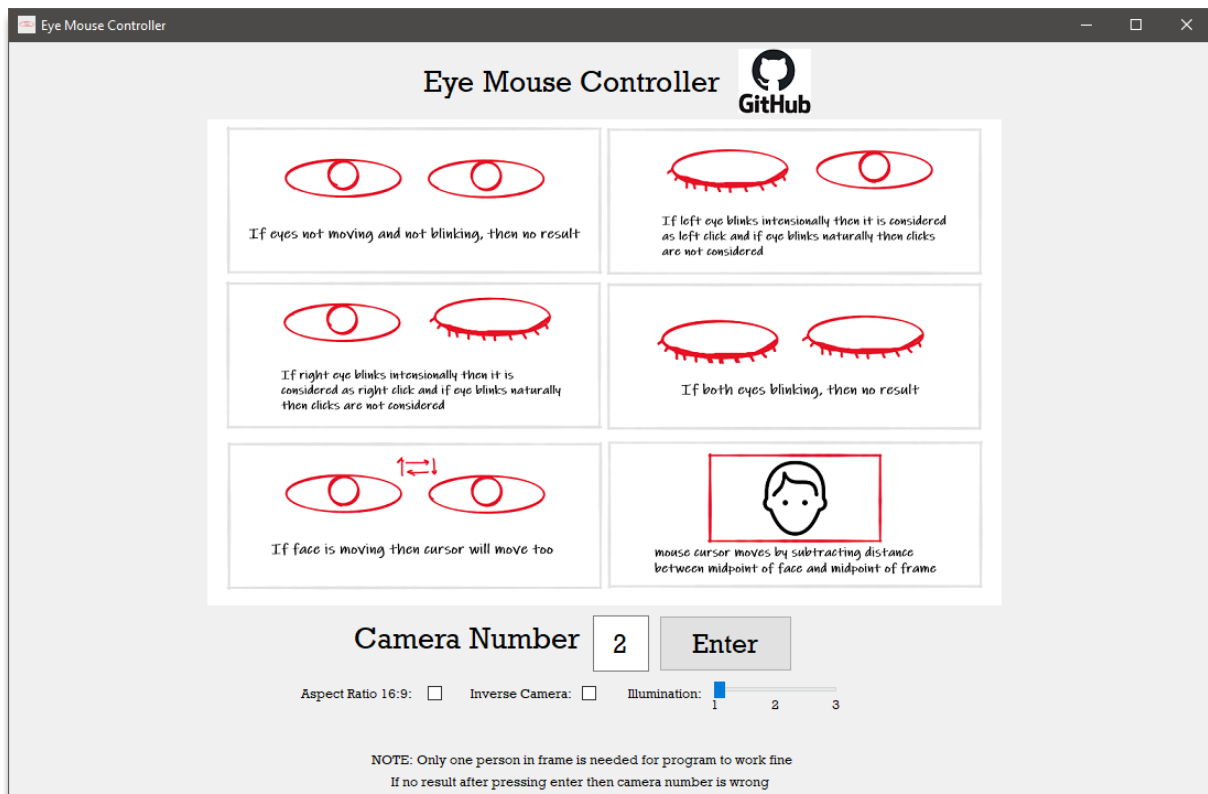 Eye Mouse Controller
Eye Mouse Controller
GitHub
If eyes not moving and not blinking, then no result
If left eye blinks intensionally then it is considered
as left click and if eye blinks naturally then clicks
are not considered
If right eye blinks intensionally then it is
considered as right click and if eye blinks naturally
then clicks are not considered
If both eyes blinking, then no result
If face is moving then cursor will move too
mouse cursor moves by subtracting distance
between midpoint of face and midpoint of frame
Camera Number 2 Enter
Aspect Ratio 16:9: Inverse Camera: Illumination:
1 2 3
NOTE: Only one person in frame is needed for program to work fine
If no result after pressing enter then camera number is wrong